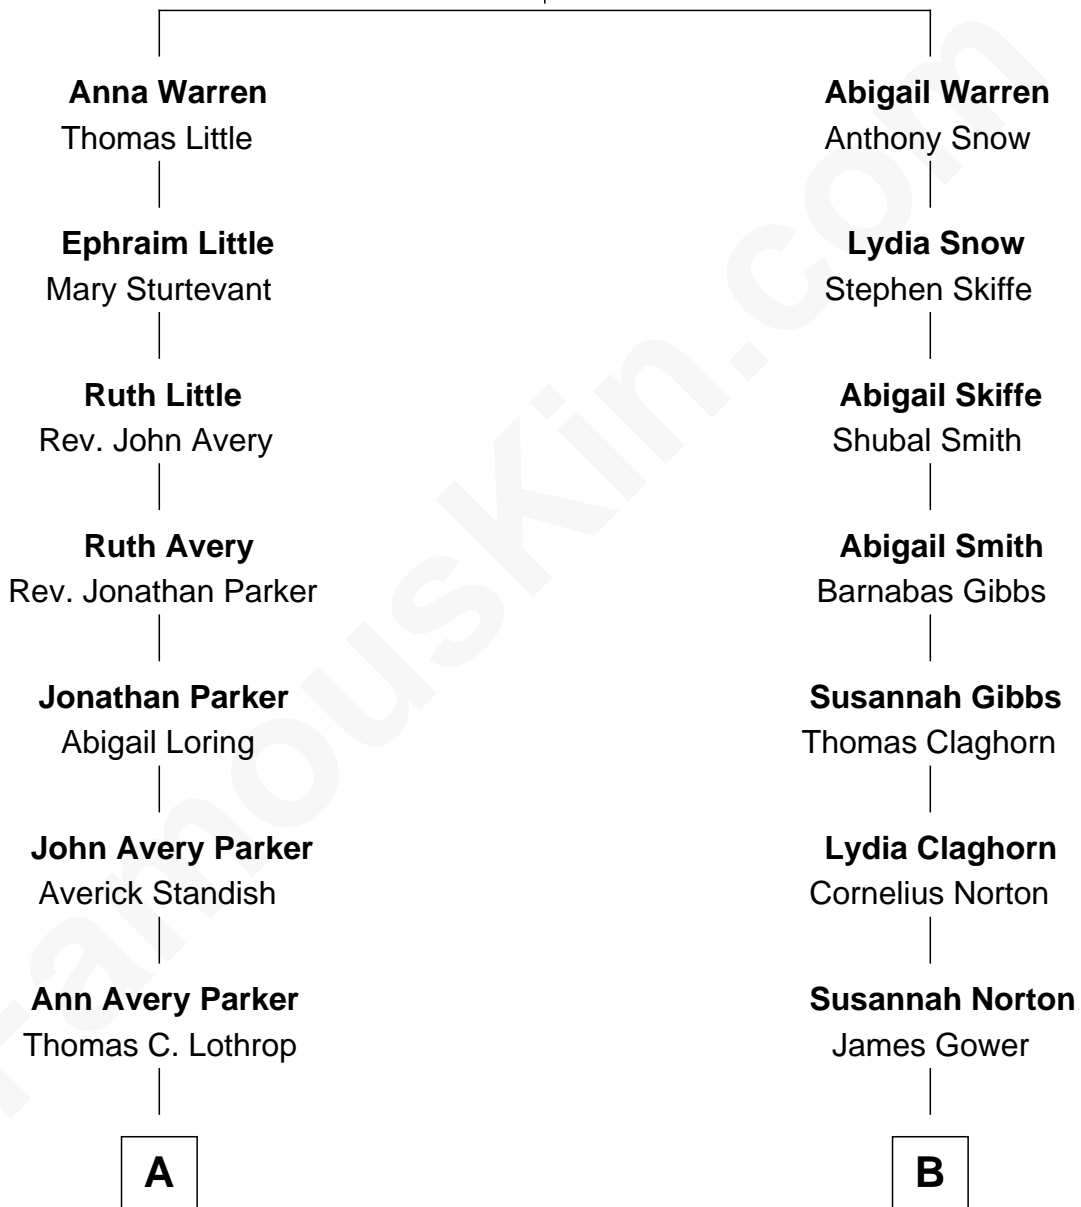 Anna Warren
Thomas Little
Ephraim Little
Mary Sturtevant
Ruth Little
Rev. John Avery
Ruth Avery
Rev. Jonathan Parker
Jonathan Parker
Abigail Loring
John Avery Parker
Averick Standish
Ann Avery Parker
Thomas C. Lothrop
A
Abigail Warren
Anthony Snow
Lydia Snow
Stephen Skiffe
Abigail Skiffe
Shubal Smith
Abigail Smith
Barnabas Gibbs
Susannah Gibbs
Thomas Claghorn
Lydia Claghorn
Cornelius Norton
Susannah Norton
James Gower
B
FamousKin.com